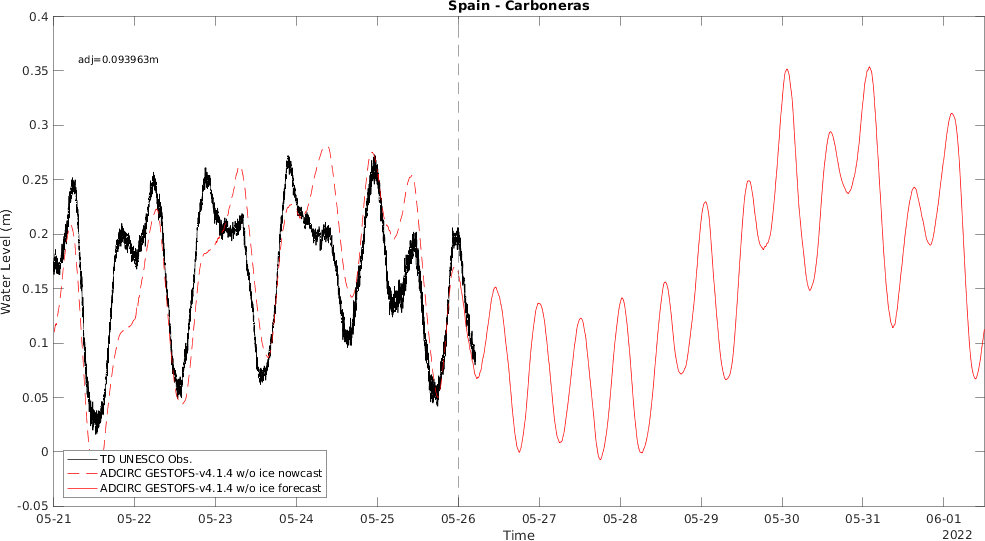 Spain - Carboneras
adj=0.093963m
Water Level (m)
0.4
0.35
0.3
0.25
0.2
0.15
0.1
0.05
0
-0.05
TD UNESCO Obs.
ADCIRC GESTOFS-v4.1.4 w/o ice nowcast
ADCIRC GESTOFS-v4.1.4 w/o ice forecast
05-21 05-22 05-23 05-24 05-25 05-26 05-27 05-28 05-29 05-30 05-31 06-01
Time
2022